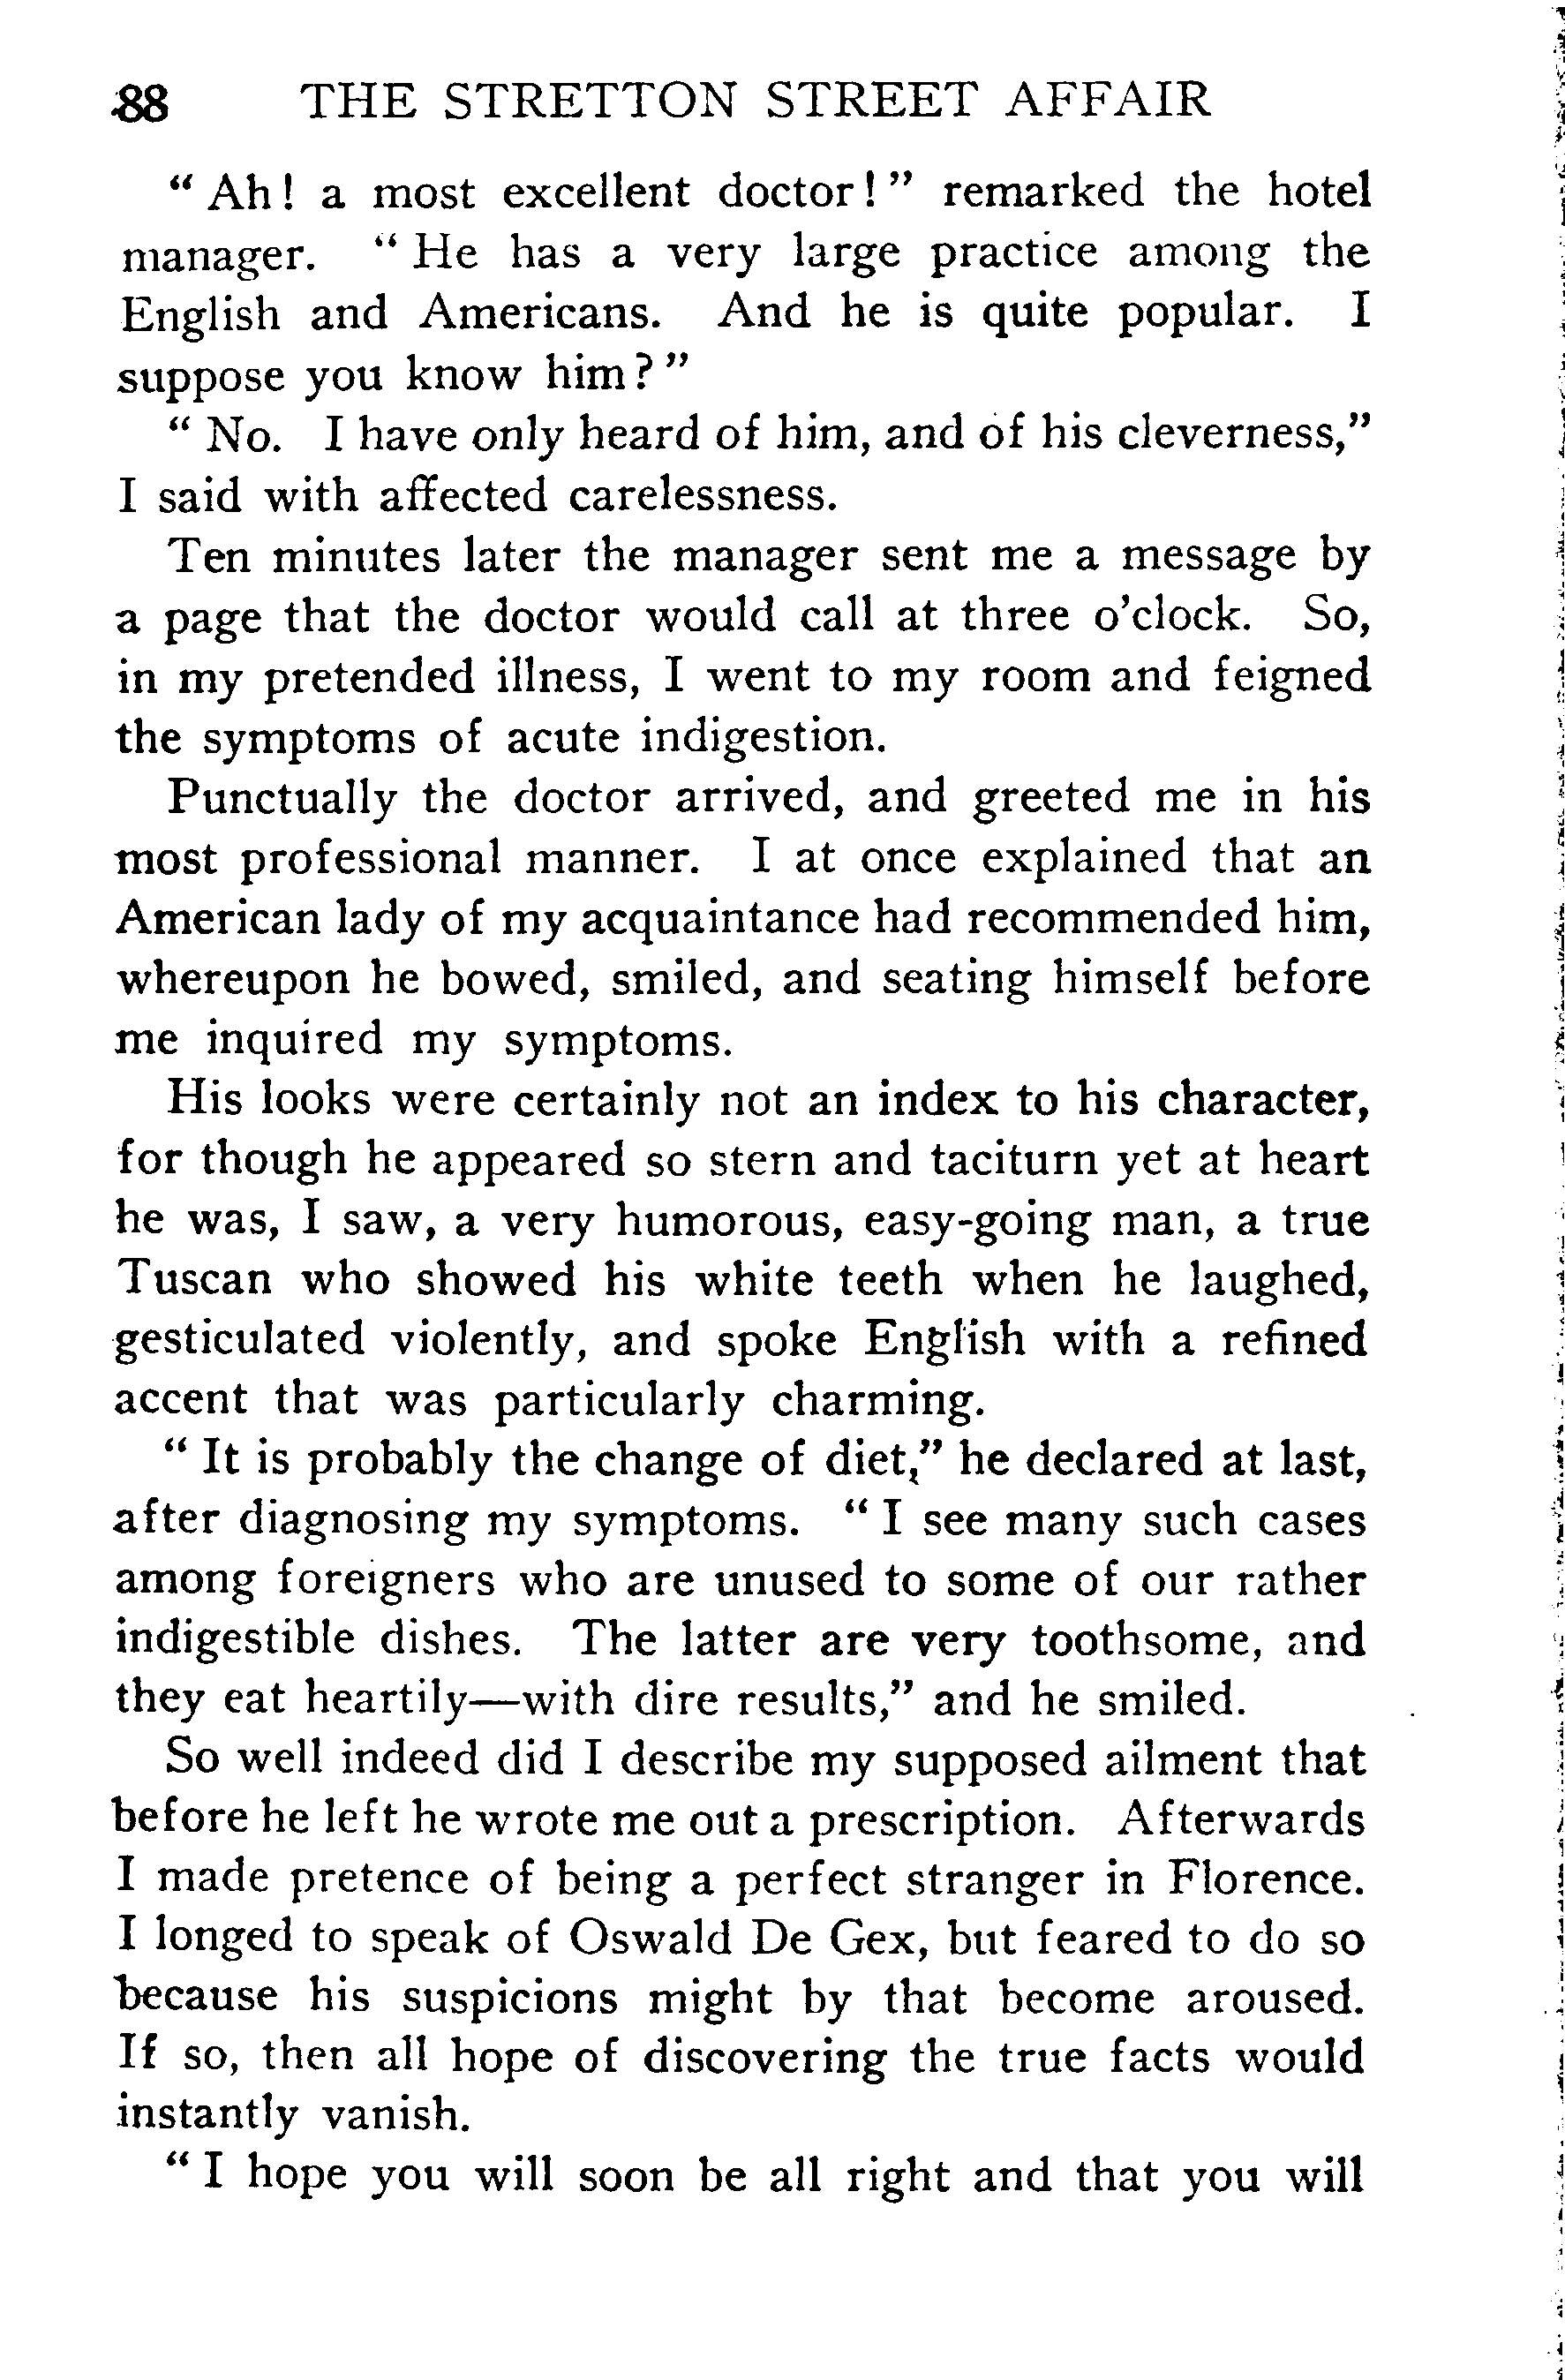 88 THE STRETTON STREET AFFAIR
“ Ah! a most excellent doctor! ” remarked the hotel
manager. “ He has a very large practice among the
English and Americans. And he is quite popular. I
suppose you know him? ”
“ No. I have only heard of him, and of his cleverness,”
I said with affected carelessness.
Ten minutes later the manager sent me a message by
a page that the doctor would call at three o’clock. So,
in my pretended illness, I went to my room and feigned
the symptoms of acute indigestion.
Punctually the doctor arrived, and greeted me in his
most professional manner. I at once explained that an
American lady of my acquaintance had recommended him,
whereupon he bowed, smiled, and seating himself before
me inquired my symptoms.
His looks were certainly not an index to his character,
for though he appeared so stern and taciturn yet at heart
he was, I saw, a very humorous, easy-going man, a true
Tuscan who showed his white teeth when he laughed,
gesticulated violently, and spoke English with a refined
accent that was particularly charming.
“ It is probably the change of diet,” he declared at last,
after diagnosing my symptoms. “ I see many such cases
among foreigners who are unused to some of our rather
indigestible dishes. The latter are very toothsome, and
they eat heartily—with dire results,” and he smiled.
So well indeed did I describe my supposed ailment that
before he left he wrote me out a prescription. Afterwards
I made pretence of being a perfect stranger in Florence.
I longed to speak of Oswald De Gex, but feared to do so
because his suspicions might by that become aroused.
If so, then all hope of discovering the true facts would
instantly vanish.
“ I hope you will soon be all right and that you will